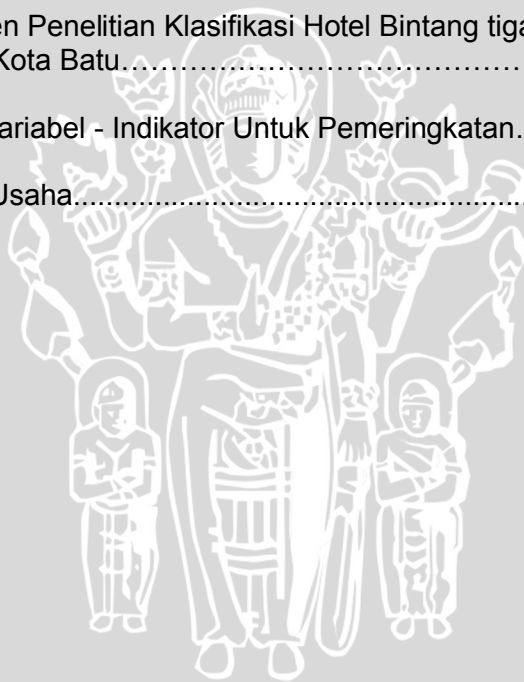 en Penelitian Klasifikasi Hotel Bintang tiga
Kota Batu………………………………………
ariabel - Indikator Untuk Pemeringkatan.
Usaha..............................................................